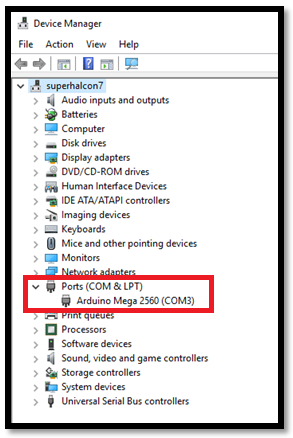 Device Manager
File Action View Help
superhalcon7
Audio inputs and outputs
Batteries
Computer
Disk drives
Display adapters
DVD/CD-ROM drives
Human Interface Devices
IDE ATA/ATAPI controllers
Imaging devices
Keyboards
Mice and other pointing devices
Monitors
Network adapters
Ports (COM & LPT)
Arduino Mega 2560 (COM3)
Print queues
Processors
Software devices
Sound, video and game controllers
Storage controllers
System devices
Universal Serial Bus controllers